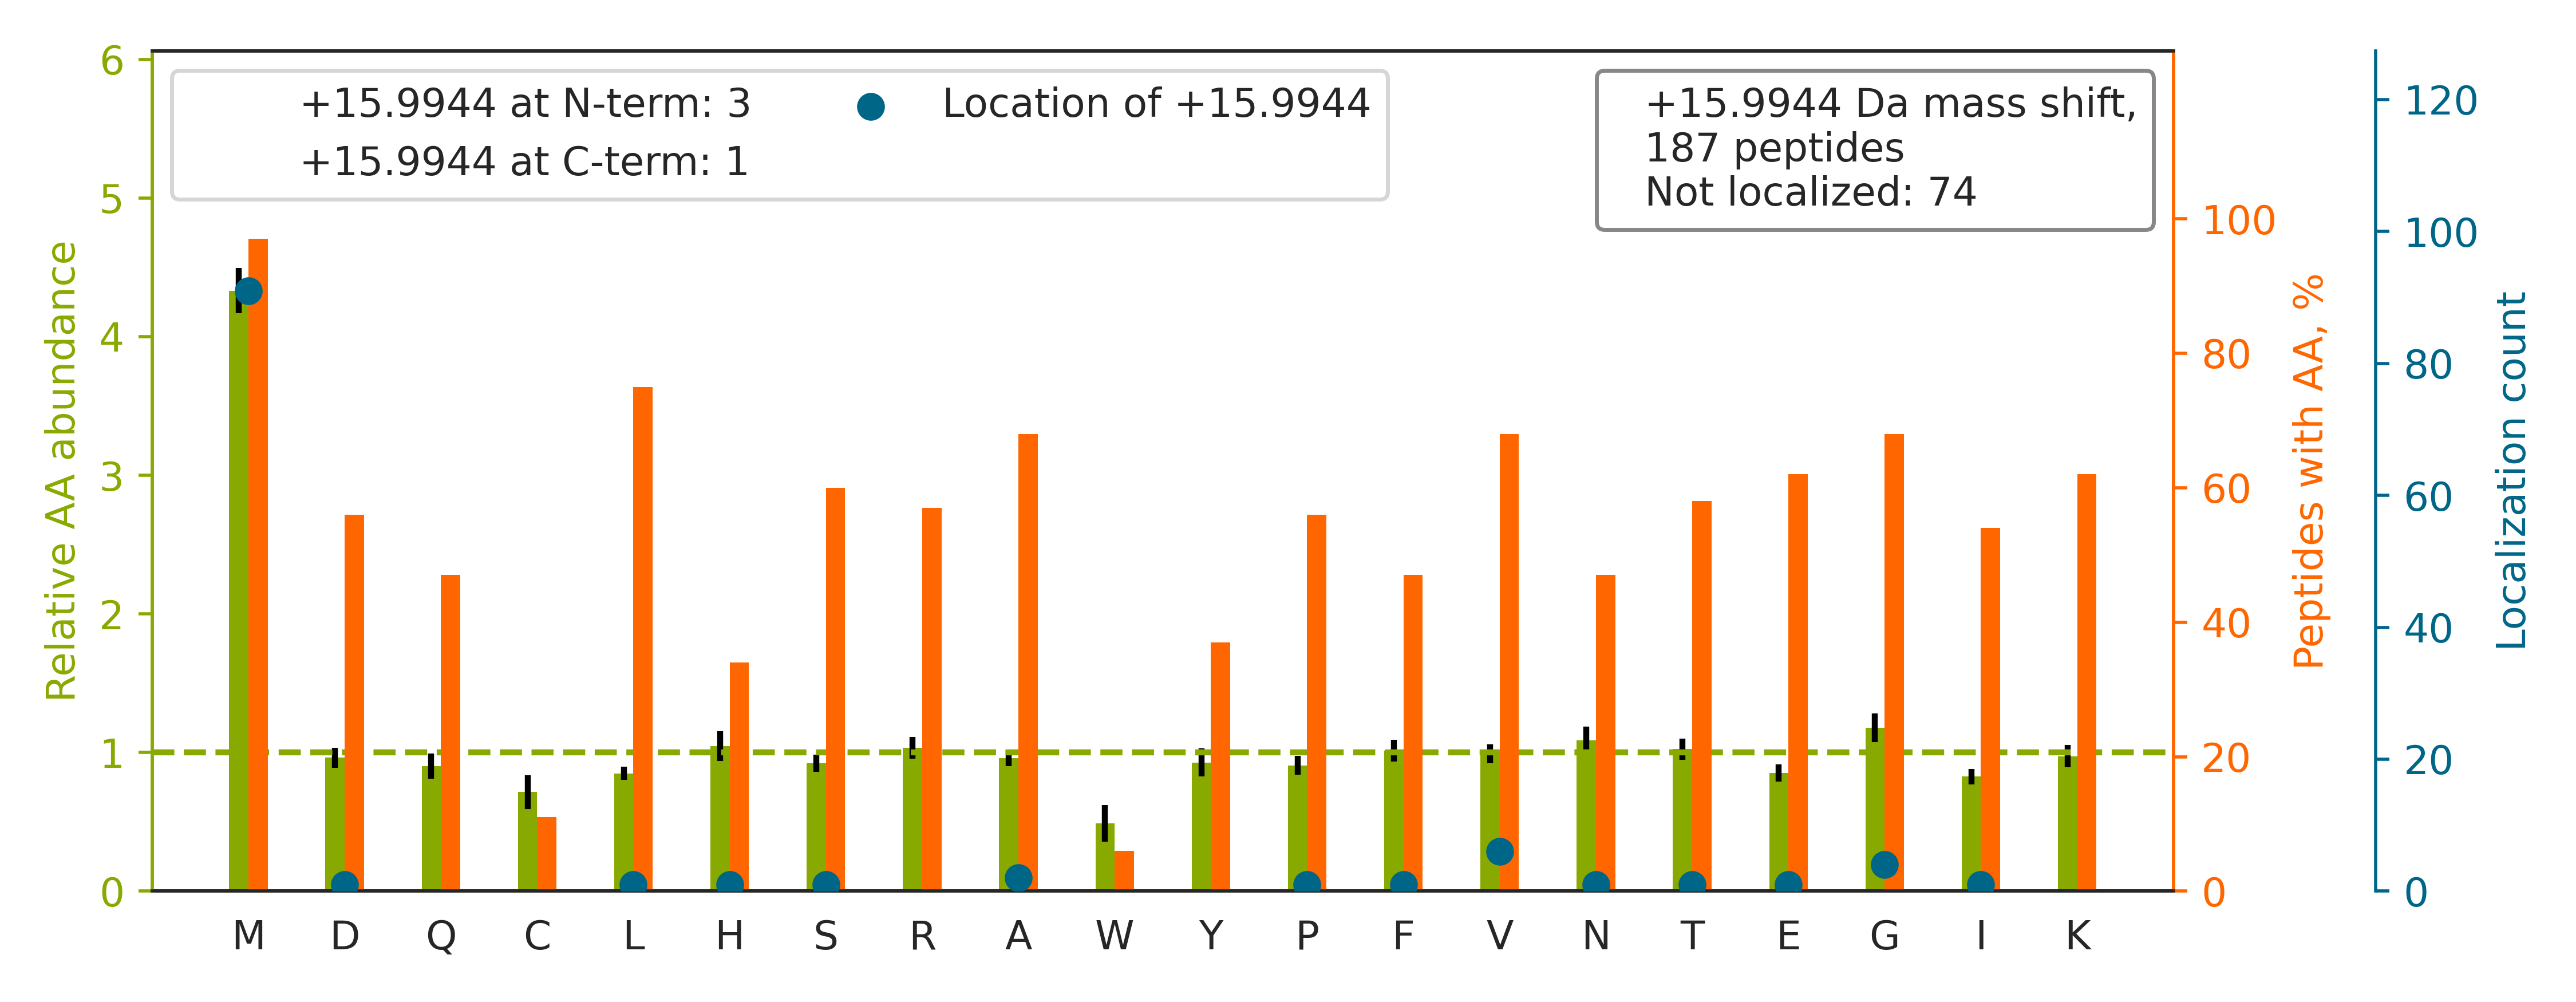 +15.9944 at N-term: 3
+15.9944 at C-term: 1
Location of +15.9944
+15.9944 Da mass shift,
187 peptides
Not localized: 74
Relative AA abundance
6
5
4
3
2
1
0
Peptides with AA, %
100
80
60
40
20
0
Localization count
120
100
80
60
40
20
0
M D Q C L H S R A W Y P F V N T E G I K